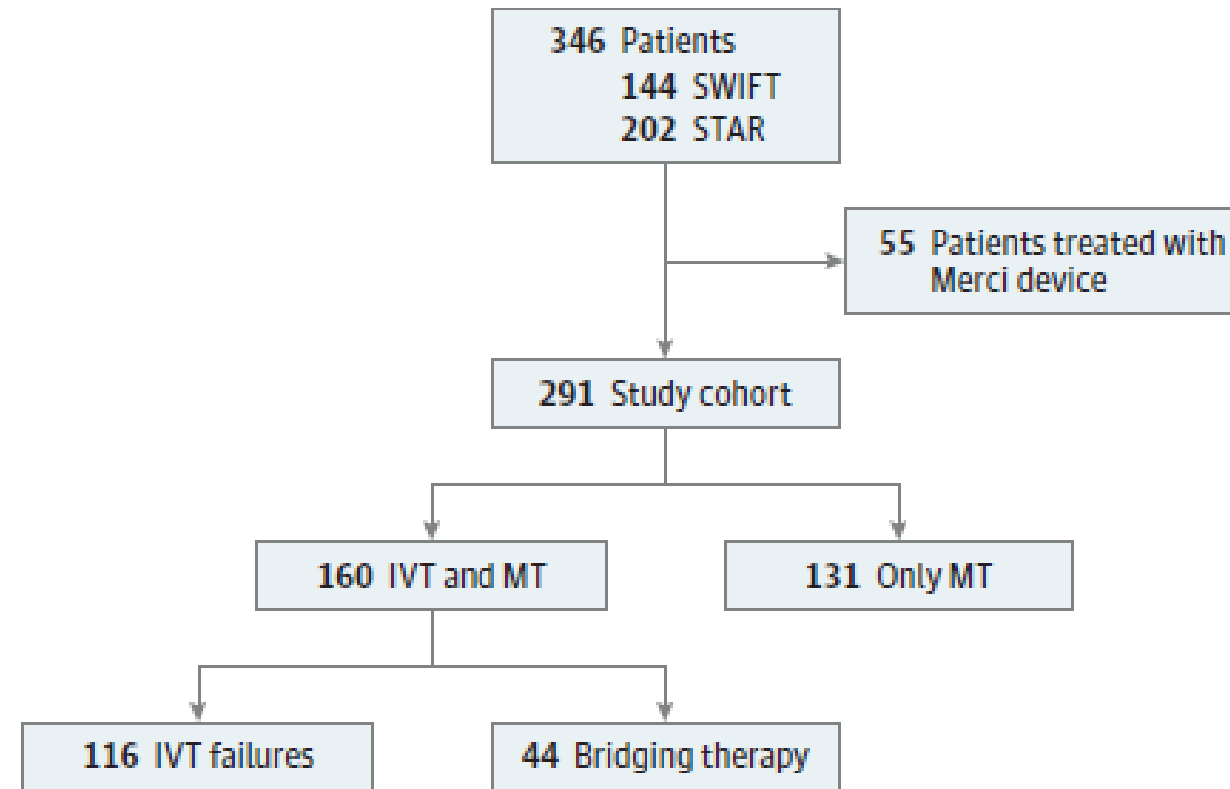 346 Patients
144 SWIFT
202 STAR
55 Patients treated with
Merci device
291 Study cohort
160 IVT and MT
131 Only MT
116 IVT failures
44 Bridging therapy